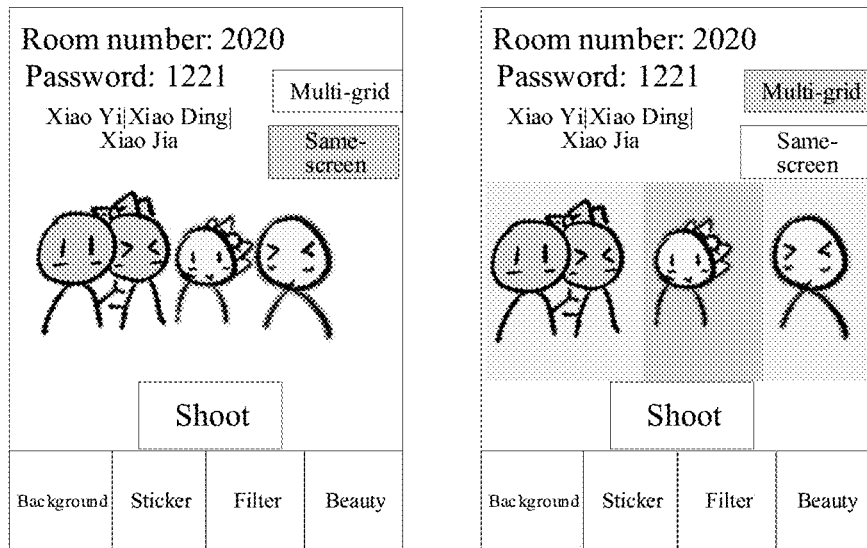 Room number: 2020
Password: 1221
Multi-grid
Xiao Yi|Xiao Ding|
Xiao Jia
Same-
screen
Shoot
Background
Sticker
Filter
Beauty
Room number: 2020
Password: 1221
Multi-grid
Xiao Yi|Xiao Ding|
Xiao Jia
Same-
screen
Shoot
Background
Sticker
Filter
Beauty